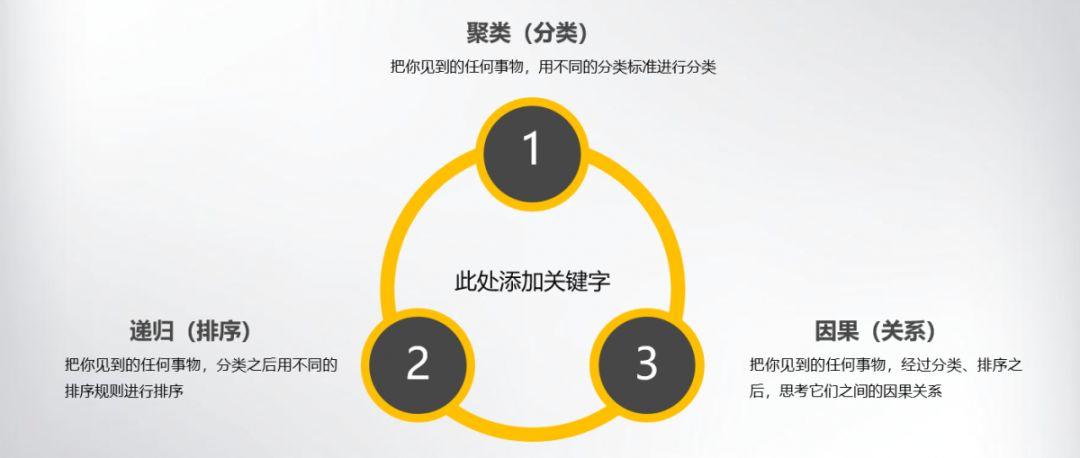 聚类（分类）
把你见到的任何事物，用不同的分类标准进行分类
1
此处添加关键字
递归（排序）
把你见到的任何事物，分类之后用不同的
排序规则进行排序
2
3
因果（关系）
把你见到的任何事物，经过分类、排序之
后，思考它们之间的因果关系